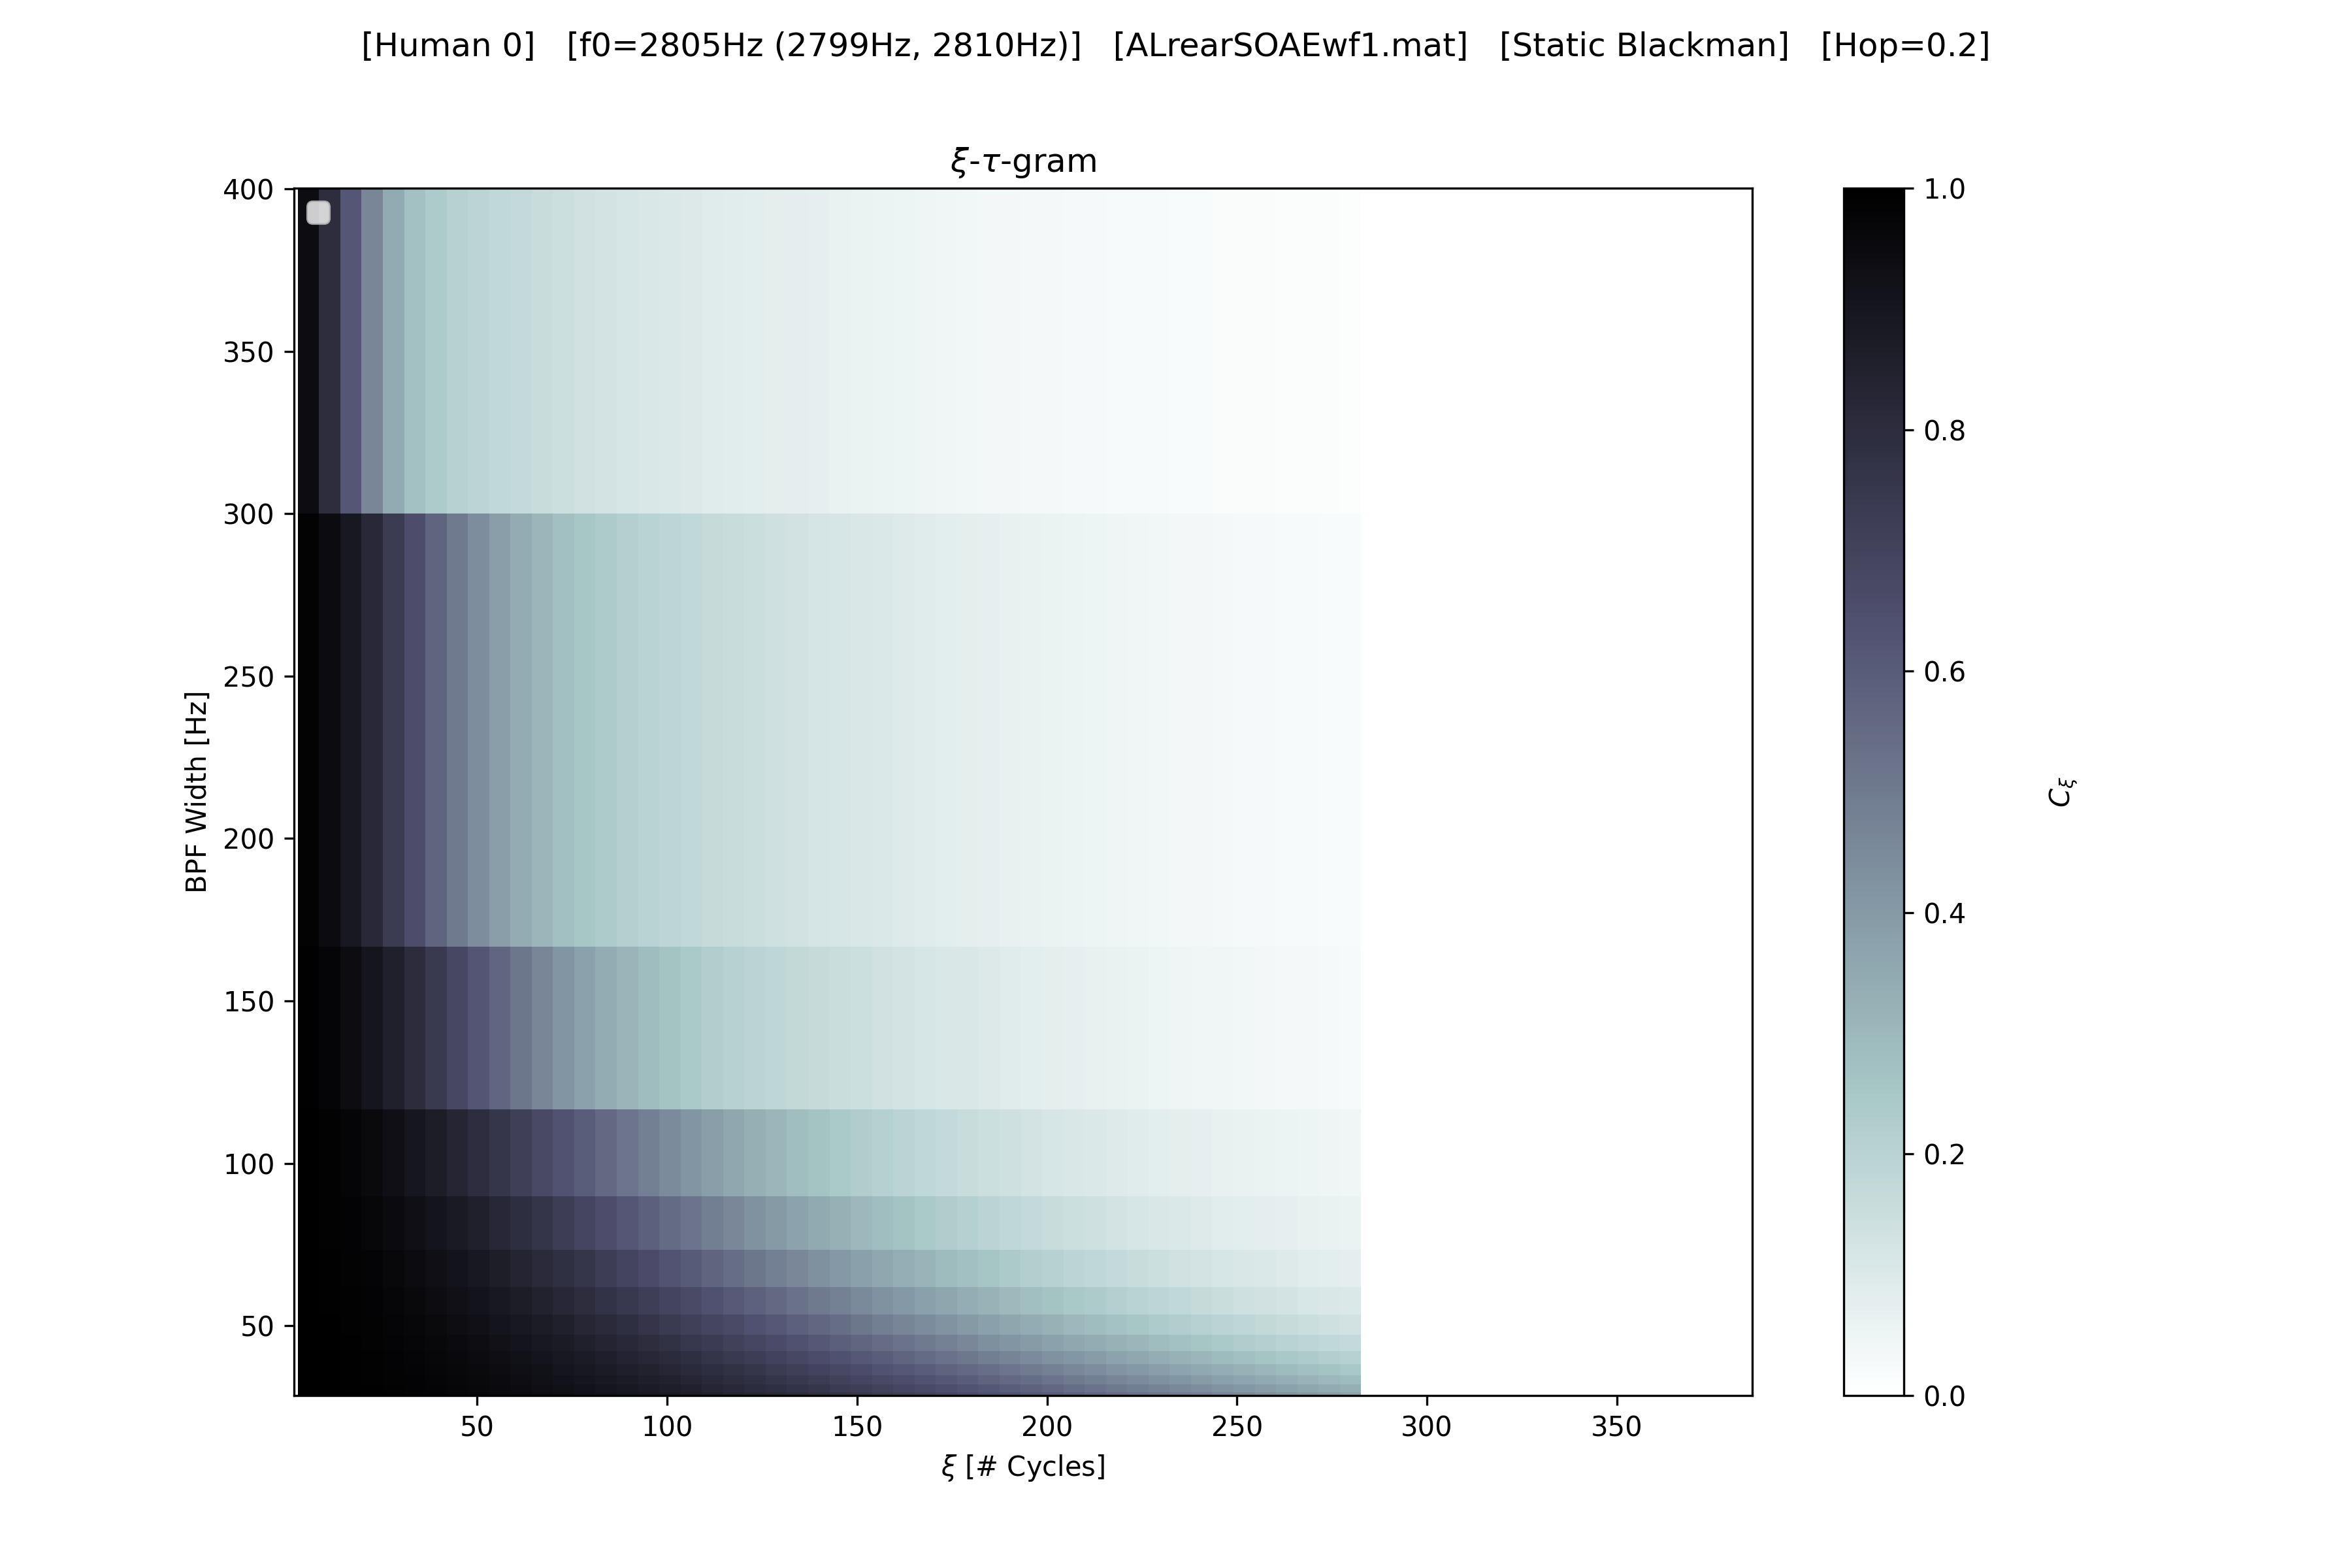 [Human 0]   [f0=2805Hz (2799Hz, 2810Hz)]   [ALrearSOAEwf1.mat]   [Static Blackman]   [Hop=0.2]
ξ-τ-gram
400
350
300
250
200
150
100
50
BPF Width [Hz]
50 100 150 200 250 300 350
ξ [# Cycles]
1.0
0.8
0.6
0.4
0.2
0.0
Cξ